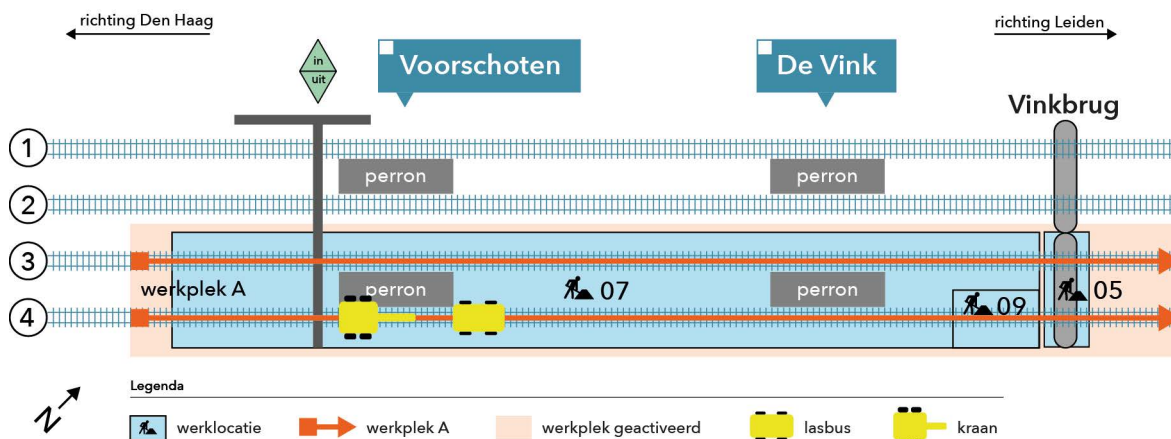 richting Den Haag
richting Leiden
in
uit
Voorschoten
De Vink
Vinkbrug
1
perron
perron
2
3
werkplek A
perron
07
perron
09
05
4
N
Legenda
werklocatie
werkplek A
werkplek geactiveerd
lasbus
kraan